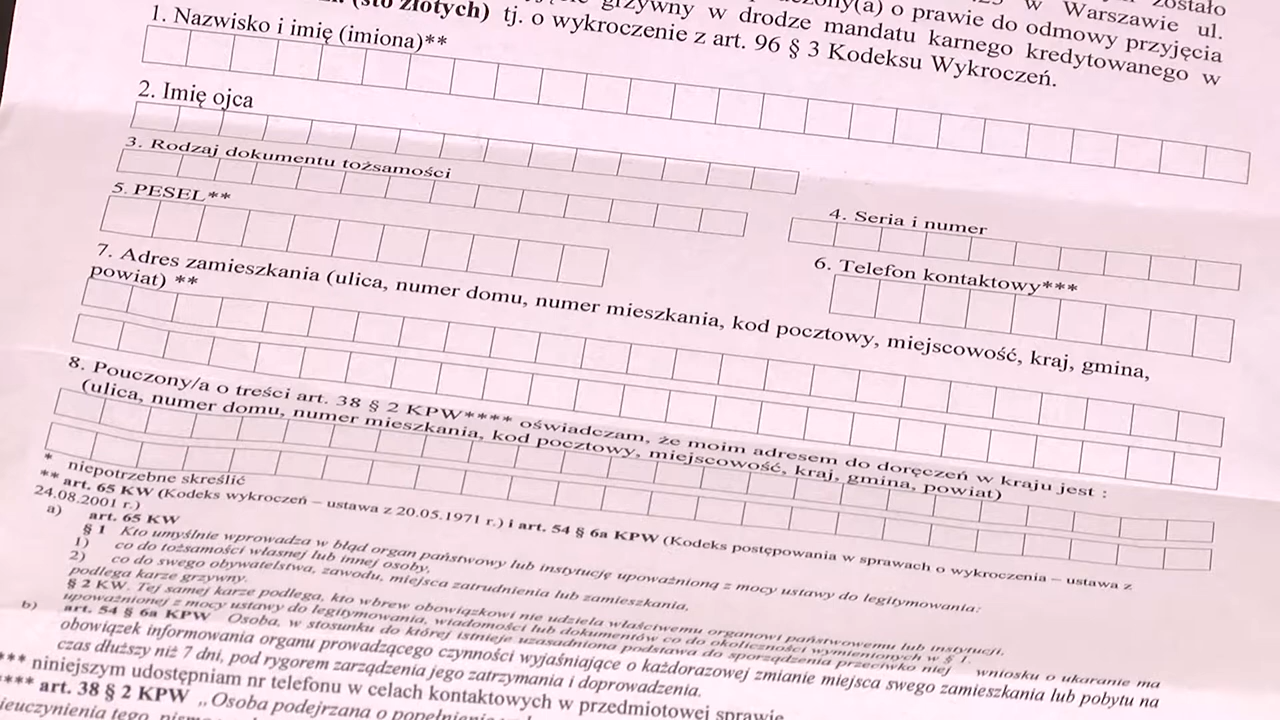 zostało
w Warszawie ul.
o prawie do odmowy przyjęcia
grzywny w drodze mandatu karnego kredytowanego w
(sto złotych) tj. o wykroczenie z art. 96 § 3 Kodeksu Wykroczeń.
1. Nazwisko i imię (imiona)**
2. Imię ojca
3. Rodzaj dokumentu tożsamości
4. Seria i numer
5. PESEL**
6. Telefon kontaktowy***
7. Adres zamieszkania (ulica, numer domu, numer mieszkania, kod pocztowy, miejscowość, kraj, gmina,
powiat) **
8. Pouczony/a o treści art. 38 § 2 KPW**** oświadczam, że moim adresem do doręczeń w kraju jest :
(ulica, numer domu, numer mieszkania, kod pocztowy, miejscowość, kraj, gmina, powiat)
* niepotrzebne skreślić
** art. 65 KW (Kodeks wykroczeń – ustawa z 20.05.1971 r.) i art. 54 § 6a KPW (Kodeks postępowania w sprawach o wykroczenia – ustawa z
24.08.2001 r.)
a) art. 65 KW
§ 1 Kto umyślnie wprowadza w błąd organ państwowy lub instytucję upoważnioną z mocy ustawy do legitymowania:
1) co do tożsamości własnej lub innej osoby,
2) co do swego obywatelstwa, zawodu, miejsca zatrudnienia lub zamieszkania,
podlega karze grzywny.
§ 2 KW. Tej samej karze podlega, kto wbrew obowiązkowi nie udziela właściwemu organowi państwowemu lub instytucji,
upoważnionej z mocy ustawy do legitymowania, wiadomości lub dokumentów co do okoliczności wymienionych w § 1.
b) art. 54 § 6a KPW Osoba, w stosunku do której istnieje uzasadniona podstawa do sporządzenia przeciwko niej wniosku o ukaranie ma
obowiązek informowania organu prowadzącego czynności wyjaśniające o każdorazowej zmianie miejsca swego zamieszkania lub pobytu na
czas dłuższy niż 7 dni, pod rygorem zarządzenia jego zatrzymania i doprowadzenia.
*** niniejszym udostępniam nr telefonu w celach kontaktowych w przedmiotowej sprawie
**** art. 38 § 2 KPW „Osoba podejrzana o popełnienie